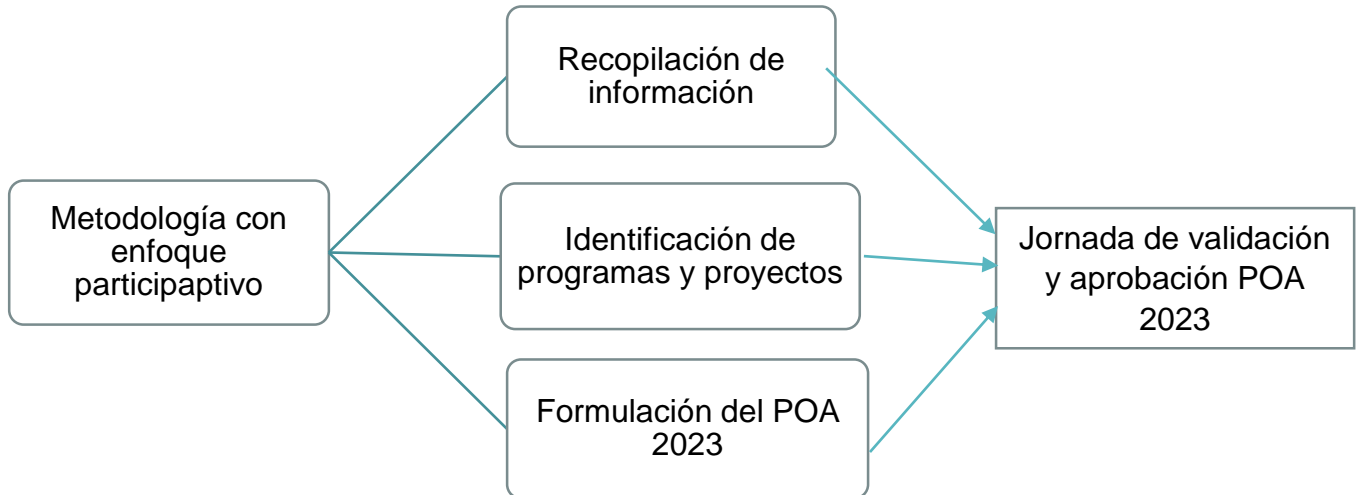 Recopilación de
información
Metodología con
enfoque
participaptivo
Identificación de
programas y proyectos
Formulación del POA
2023
Jornada de validación
y aprobación POA
2023